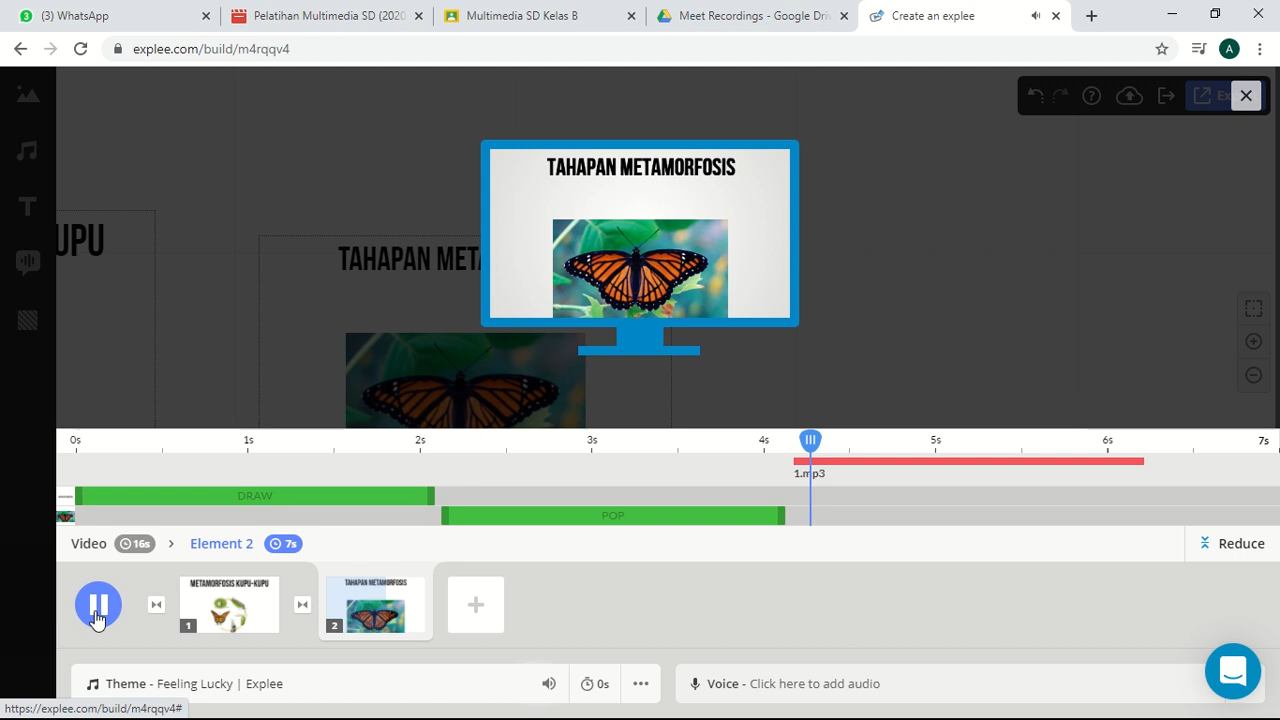 (3) WhatsApp
Pelatihan Multimedia SD (2020
Multimedia SD Kelas B
Meet Recordings - Google Driv
Create an explee
explee.com/build/m4rqqv4
A
Ex
UPU
TAHAPAN META
TAHAPAN METAMORFOSIS
0s 1s 2s 3s 4s 5s 6s 7s
1.mp3
DRAW
POP
Video 16s > Element 2 7s
Reduce
METAMORFOSIS KUPU-KUPU
1
TAHAPAN METAMORFOSIS
2
Theme - Feeling Lucky | Explee
0s
Voice - Click here to add audio
https://explee.com/build/m4rqqv4#